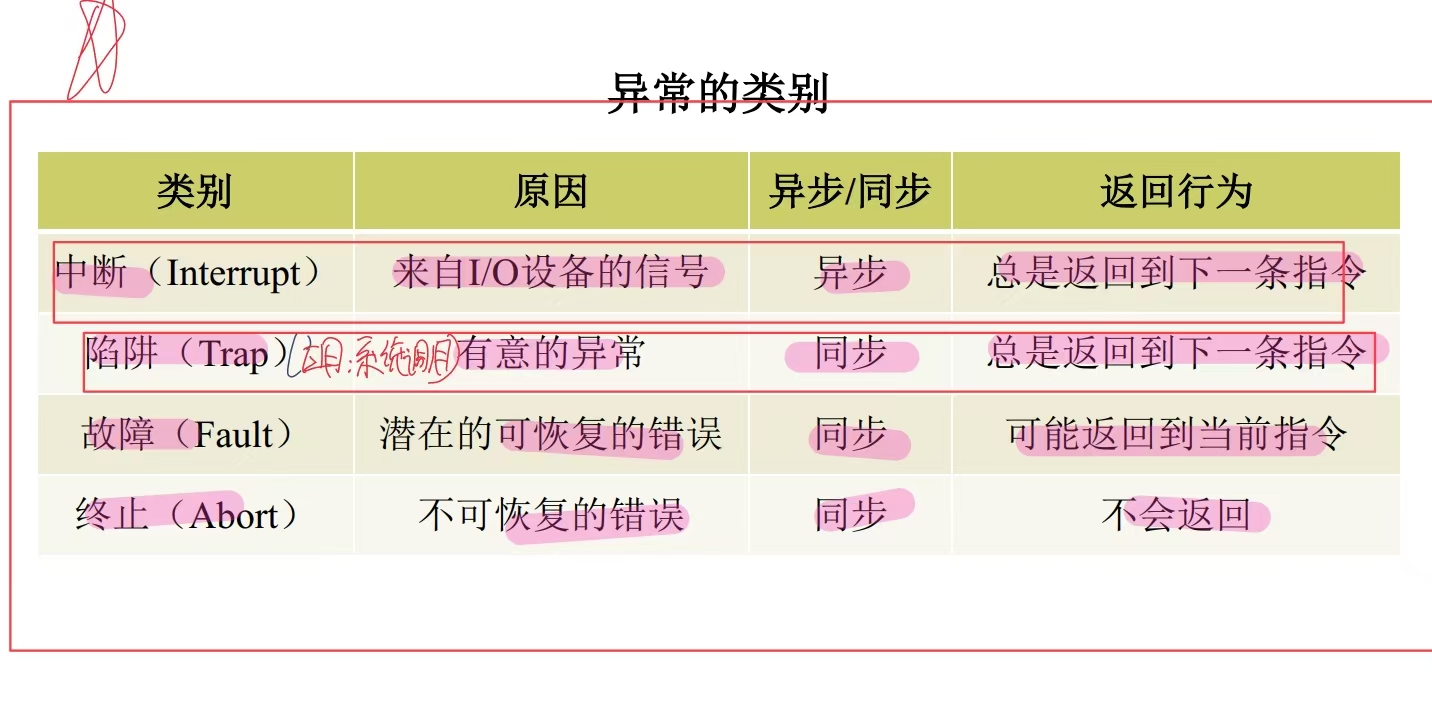 异常的类别
类别 原因 异步/同步 返回行为
中断（Interrupt） 来自I/O设备的信号 异步 总是返回到下一条指令
陷阱（Trap）（应用:系统调用） 有意的异常 同步 总是返回到下一条指令
故障（Fault） 潜在的可恢复的错误 同步 可能返回到当前指令
终止（Abort） 不可恢复的错误 同步 不会返回